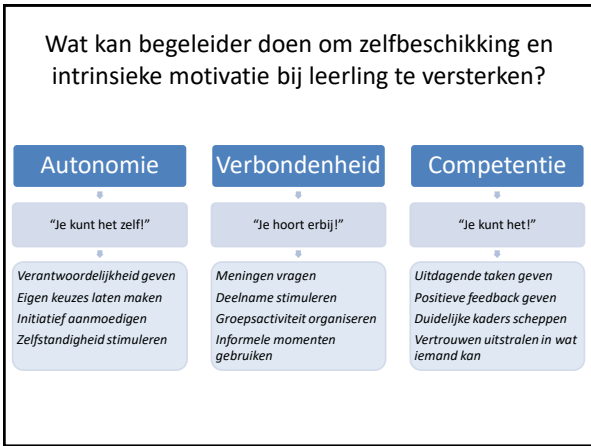 Wat kan begeleider doen om zelfbeschikking en
intrinsieke motivatie bij leerling te versterken?
Autonomie
"Je kunt het zelf!"
Verantwoordelijkheid geven
Eigen keuzes laten maken
Initiatief aanmoedigen
Zelfstandigheid stimuleren
Verbondenheid
"Je hoort erbij!"
Meningen vragen
Deelname stimuleren
Groepsactiviteit organiseren
Informele momenten
gebruiken
Competentie
"Je kunt het!"
Uitdagende taken geven
Positieve feedback geven
Duidelijke kaders scheppen
Vertrouwen uitstralen in wat
iemand kan